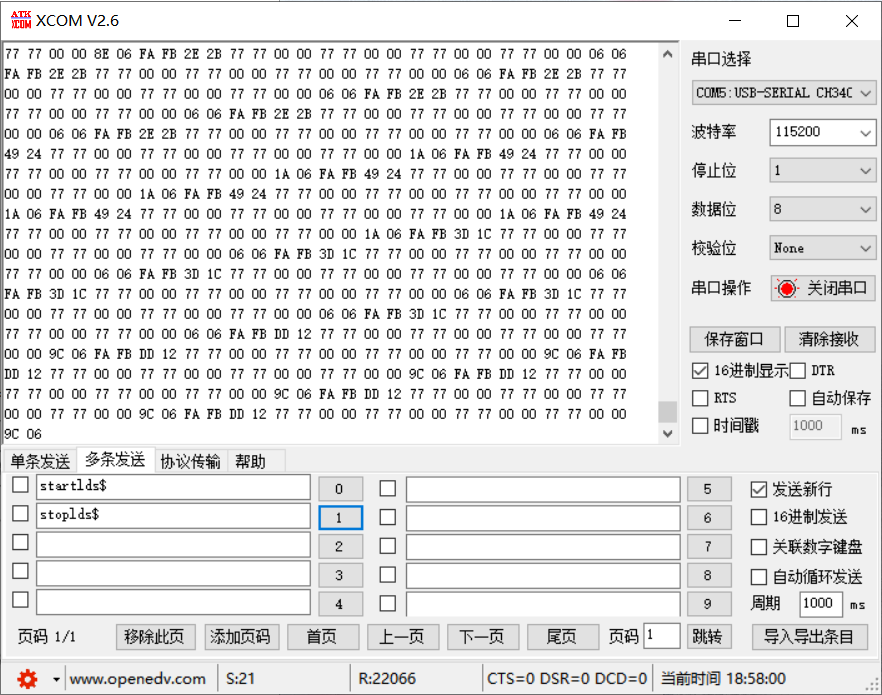 XCOM V2.6
77 77 00 00 8E 06 FA FB 2E 2B 77 77 00 00 77 77 00 00 77 77 00 00 77 77 00 00 06 06
FA FB 2E 2B 77 77 00 00 77 77 00 00 77 77 00 00 77 77 00 00 06 06 FA FB 2E 2B 77 77
00 00 77 77 00 00 77 77 00 00 77 77 00 00 06 06 FA FB 2E 2B 77 77 00 00 77 77 00 00
77 77 00 00 77 77 00 00 06 06 FA FB 2E 2B 77 77 00 00 77 77 00 00 77 77 00 00 77 77
00 00 06 06 FA FB 2E 2B 77 77 00 00 77 77 00 00 77 77 00 00 77 77 00 00 06 06 FA FB
49 24 77 77 00 00 77 77 00 00 77 77 00 00 77 77 00 00 1A 06 FA FB 49 24 77 77 00 00
77 77 00 00 77 77 00 00 77 77 00 00 1A 06 FA FB 49 24 77 77 00 00 77 77 00 00 77 77
00 00 77 77 00 00 1A 06 FA FB 49 24 77 77 00 00 77 77 00 00 77 77 00 00 77 77 00 00
1A 06 FA FB 49 24 77 77 00 00 77 77 00 00 77 77 00 00 77 77 00 00 1A 06 FA FB 49 24
77 77 00 00 77 77 00 00 77 77 00 00 77 77 00 00 1A 06 FA FB 3D 1C 77 77 00 00 77 77
00 00 77 77 00 00 77 77 00 00 06 06 FA FB 3D 1C 77 77 00 00 77 77 00 00 77 77 00 00
77 77 00 00 06 06 FA FB 3D 1C 77 77 00 00 77 77 00 00 77 77 00 00 77 77 00 00 06 06
FA FB 3D 1C 77 77 00 00 77 77 00 00 77 77 00 00 77 77 00 00 06 06 FA FB 3D 1C 77 77
00 00 77 77 00 00 77 77 00 00 77 77 00 00 06 06 FA FB 3D 1C 77 77 00 00 77 77 00 00
77 77 00 00 77 77 00 00 06 06 FA FB DD 12 77 77 00 00 77 77 00 00 77 77 00 00 77 77
00 00 9C 06 FA FB DD 12 77 77 00 00 77 77 00 00 77 77 00 00 77 77 00 00 9C 06 FA FB
DD 12 77 77 00 00 77 77 00 00 77 77 00 00 77 77 00 00 9C 06 FA FB DD 12 77 77 00 00
77 77 00 00 77 77 00 00 77 77 00 00 9C 06 FA FB DD 12 77 77 00 00 77 77 00 00 77 77
00 00 77 77 00 00 9C 06 FA FB DD 12 77 77 00 00 77 77 00 00 77 77 00 00 77 77 00 00
9C 06
串口选择
COM5:USB-SERIAL CH340
波特率 115200
停止位 1
数据位 8
校验位 None
串口操作 关闭串口
保存窗口 清除接收
16进制显示 DTR
RTS 自动保存
时间戳 1000 ms
单条发送 多条发送 协议传输 帮助
startlds$ 0 5 发送新行
stoplds$ 1 6 16进制发送
2 7 关联数字键盘
3 8 自动循环发送
4 9 周期 1000 ms
页码 1/1 移除此页 添加页码 首页 上一页 下一页 尾页 页码 1 跳转 导入导出条目
www.openedv.com S:21 R:22066 CTS=0 DSR=0 DCD=0 当前时间 18:58:00